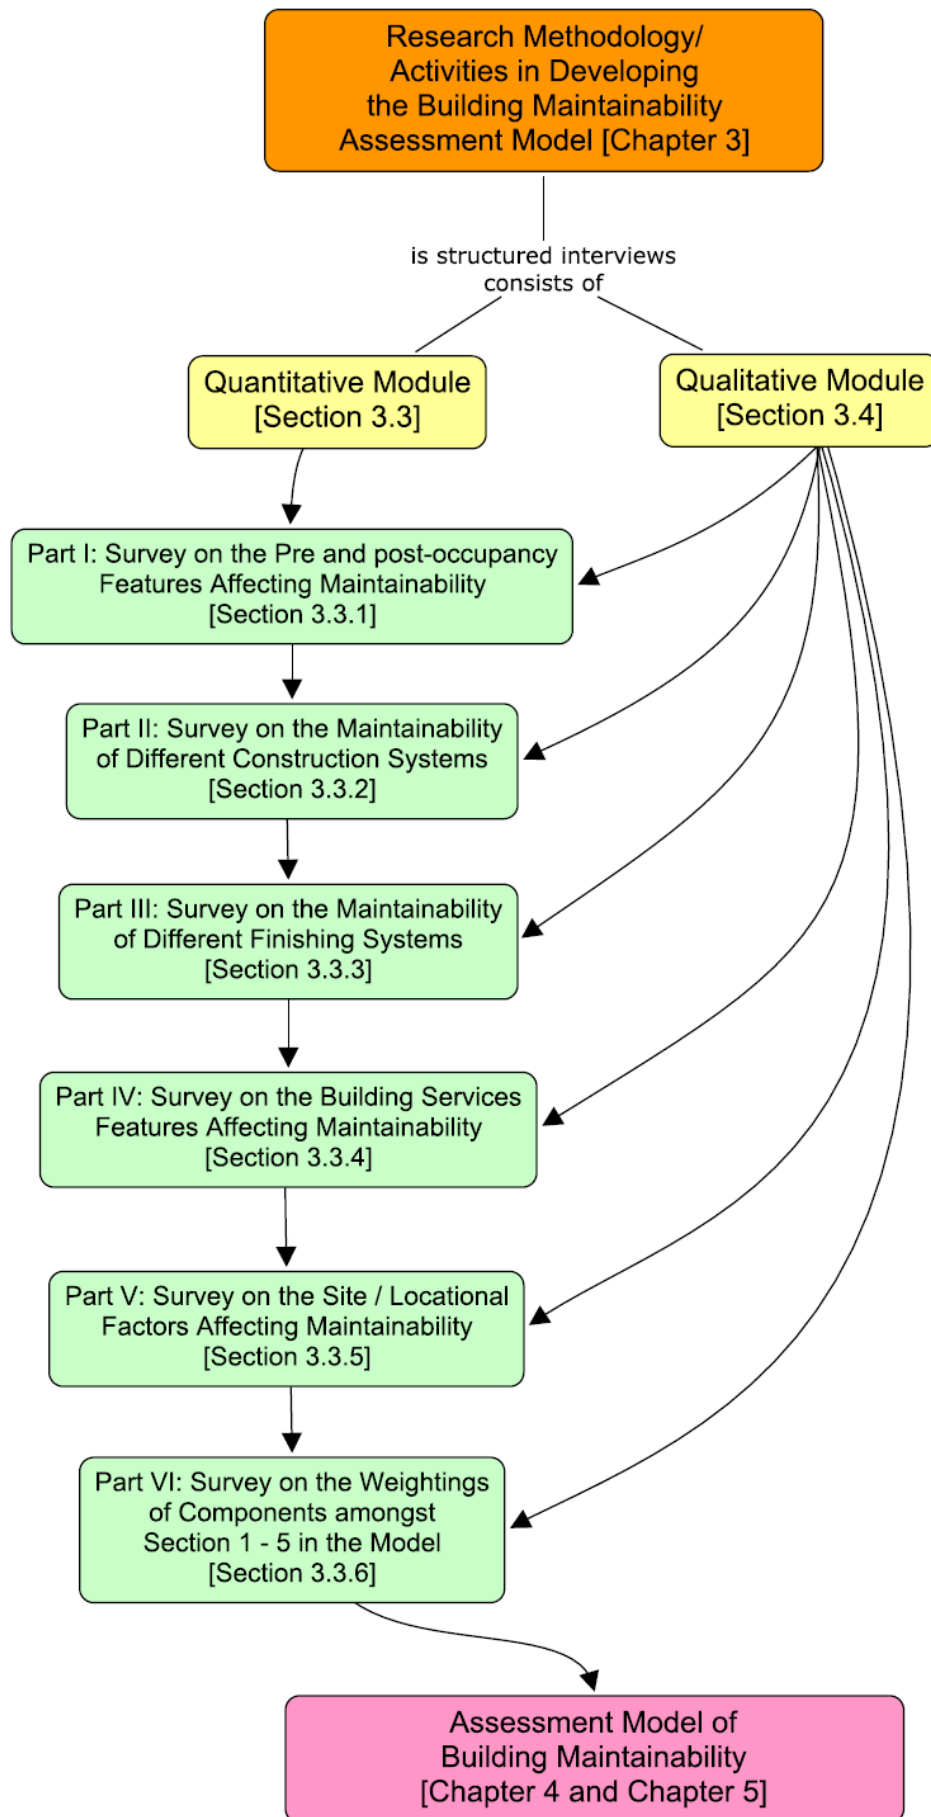 Research Methodology/
Activities in Developing
the Building Maintainability
Assessment Model [Chapter 3]
is structured interviews
consists of
Quantitative Module
[Section 3.3]
Qualitative Module
[Section 3.4]
Part I: Survey on the Pre and post-occupancy
Features Affecting Maintainability
[Section 3.3.1]
Part II: Survey on the Maintainability
of Different Construction Systems
[Section 3.3.2]
Part III: Survey on the Maintainability
of Different Finishing Systems
[Section 3.3.3]
Part IV: Survey on the Building Services
Features Affecting Maintainability
[Section 3.3.4]
Part V: Survey on the Site / Locational
Factors Affecting Maintainability
[Section 3.3.5]
Part VI: Survey on the Weightings
of Components amongst
Section 1 - 5 in the Model
[Section 3.3.6]
Assessment Model of
Building Maintainability
[Chapter 4 and Chapter 5]